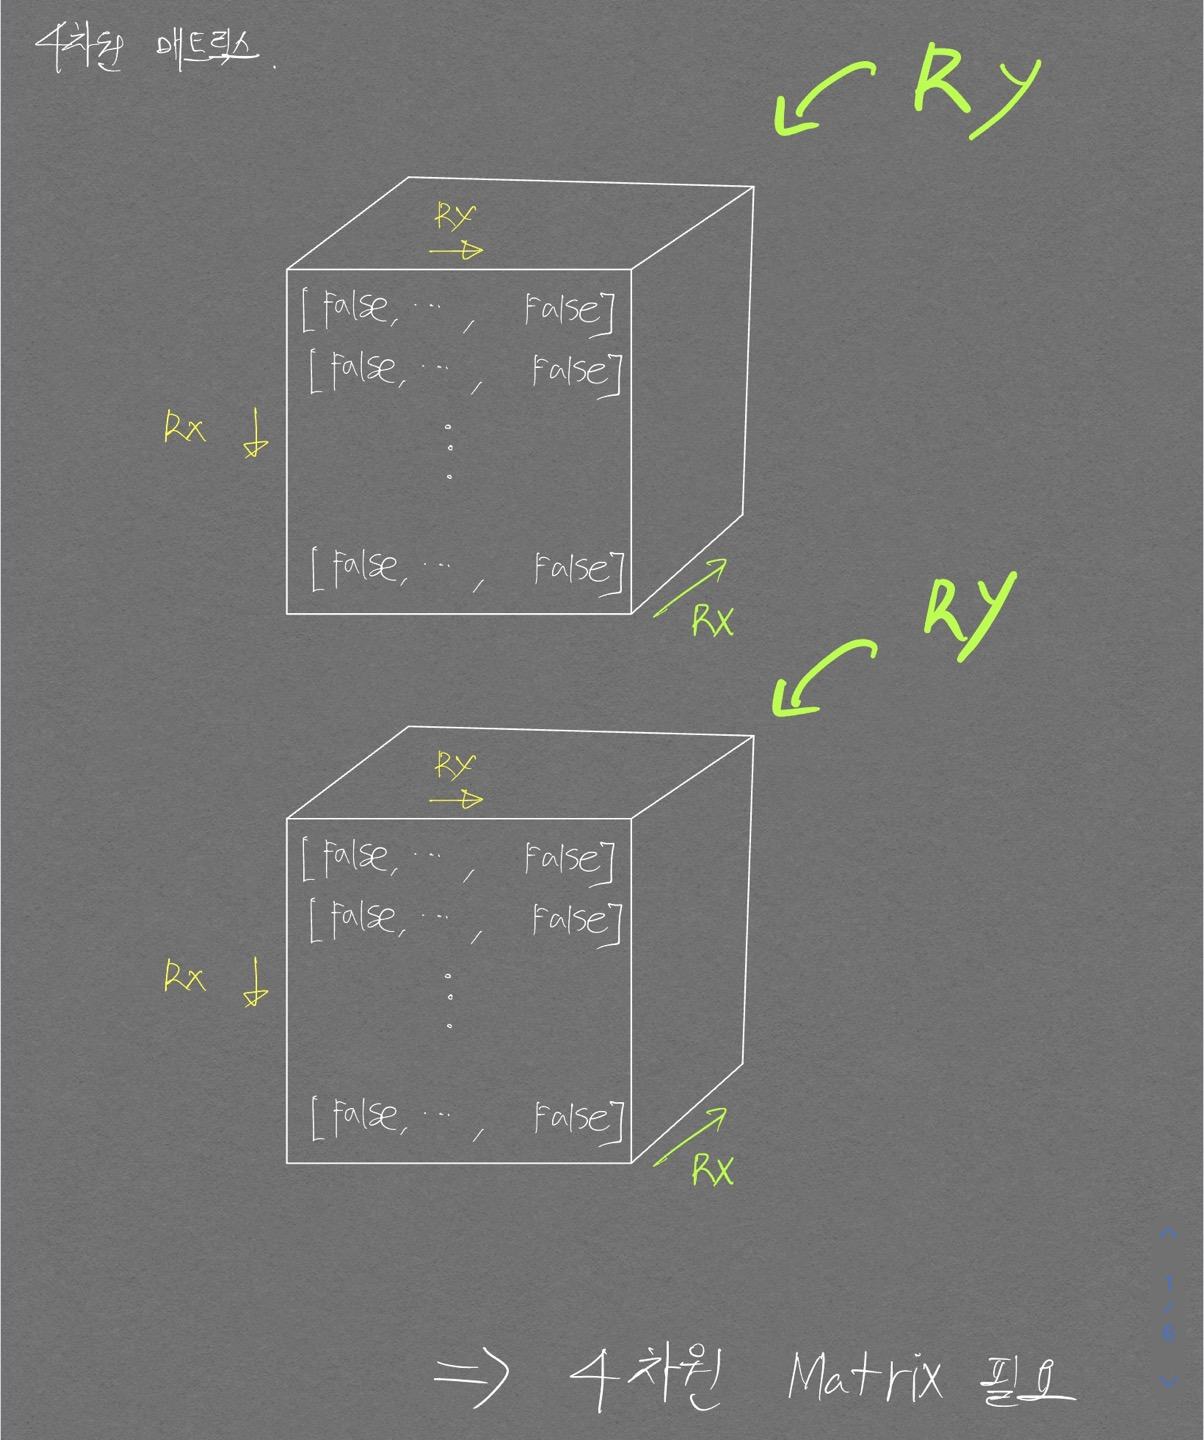 4차원 매트릭스.
Ry
RY
[False, ... , False]
[False, ... , False]
Rx
[False, ... , False]
RX
RY
RY
[False, ... , False]
[False, ... , False]
Rx
[False, ... , False]
RX
1
6
⇒ 4차원 Matrix 필요